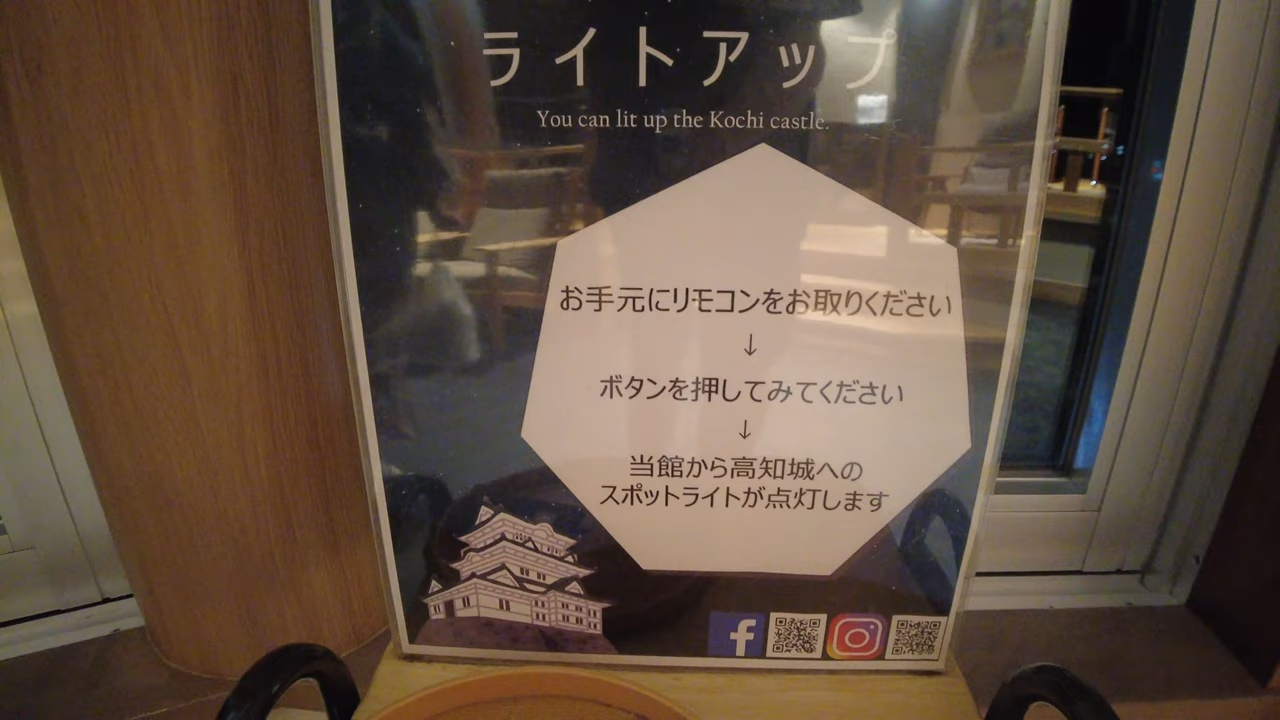 ライトアップ
You can lit up the Kochi castle.
お手元にリモコンをお取りください
↓
ボタンを押してみてください
↓
当館から高知城への
スポットライトが点灯します